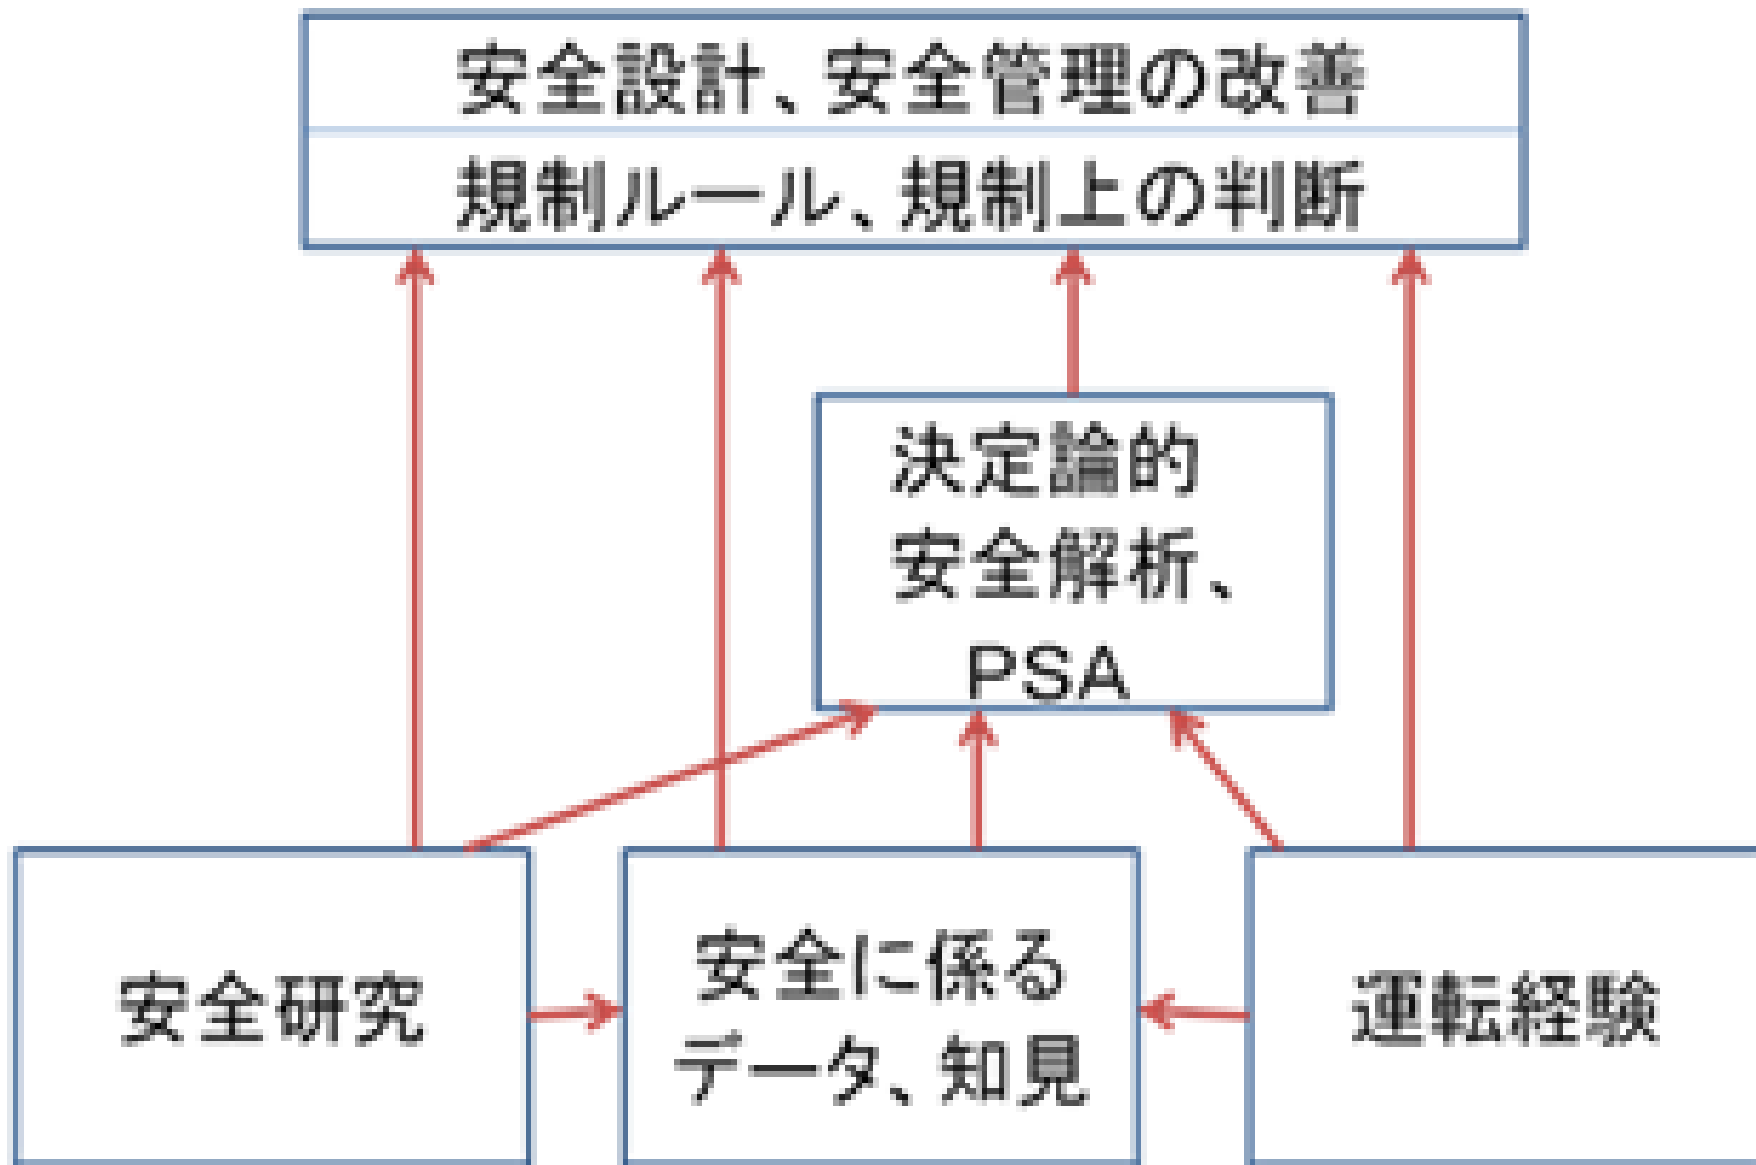 安全設計、安全管理の改善
規制ルール、規制上の判断
決定論的
安全解析、
PSA
安全研究
安全に係る
データ、知見
運転経験